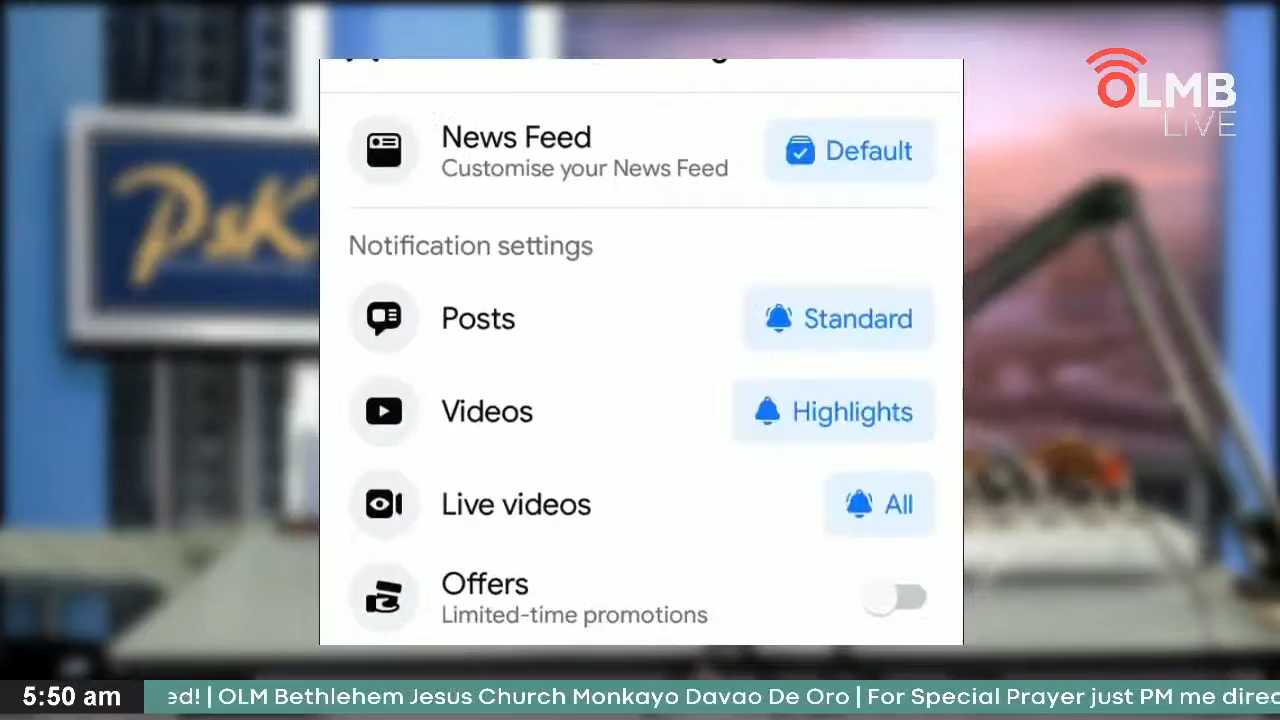 OLMB
LIVE
PsK
News Feed
Customise your News Feed
Default
Notification settings
Posts
Standard
Videos
Highlights
Live videos
All
Offers
Limited-time promotions
5:50 am
ed! | OLM Bethlehem Jesus Church Monkayo Davao De Oro | For Special Prayer just PM me direc